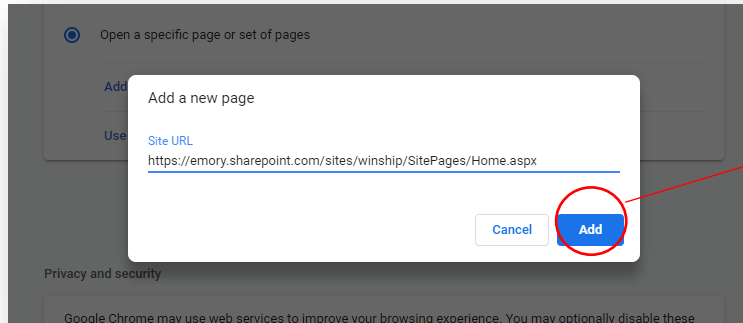 Open a specific page or set of pages
Add
Add a new page
Site URL
https://emory.sharepoint.com/sites/winship/SitePages/Home.aspx
Use
Cancel
Add
Privacy and security
Google Chrome may use web services to improve your browsing experience. You may optionally disable these